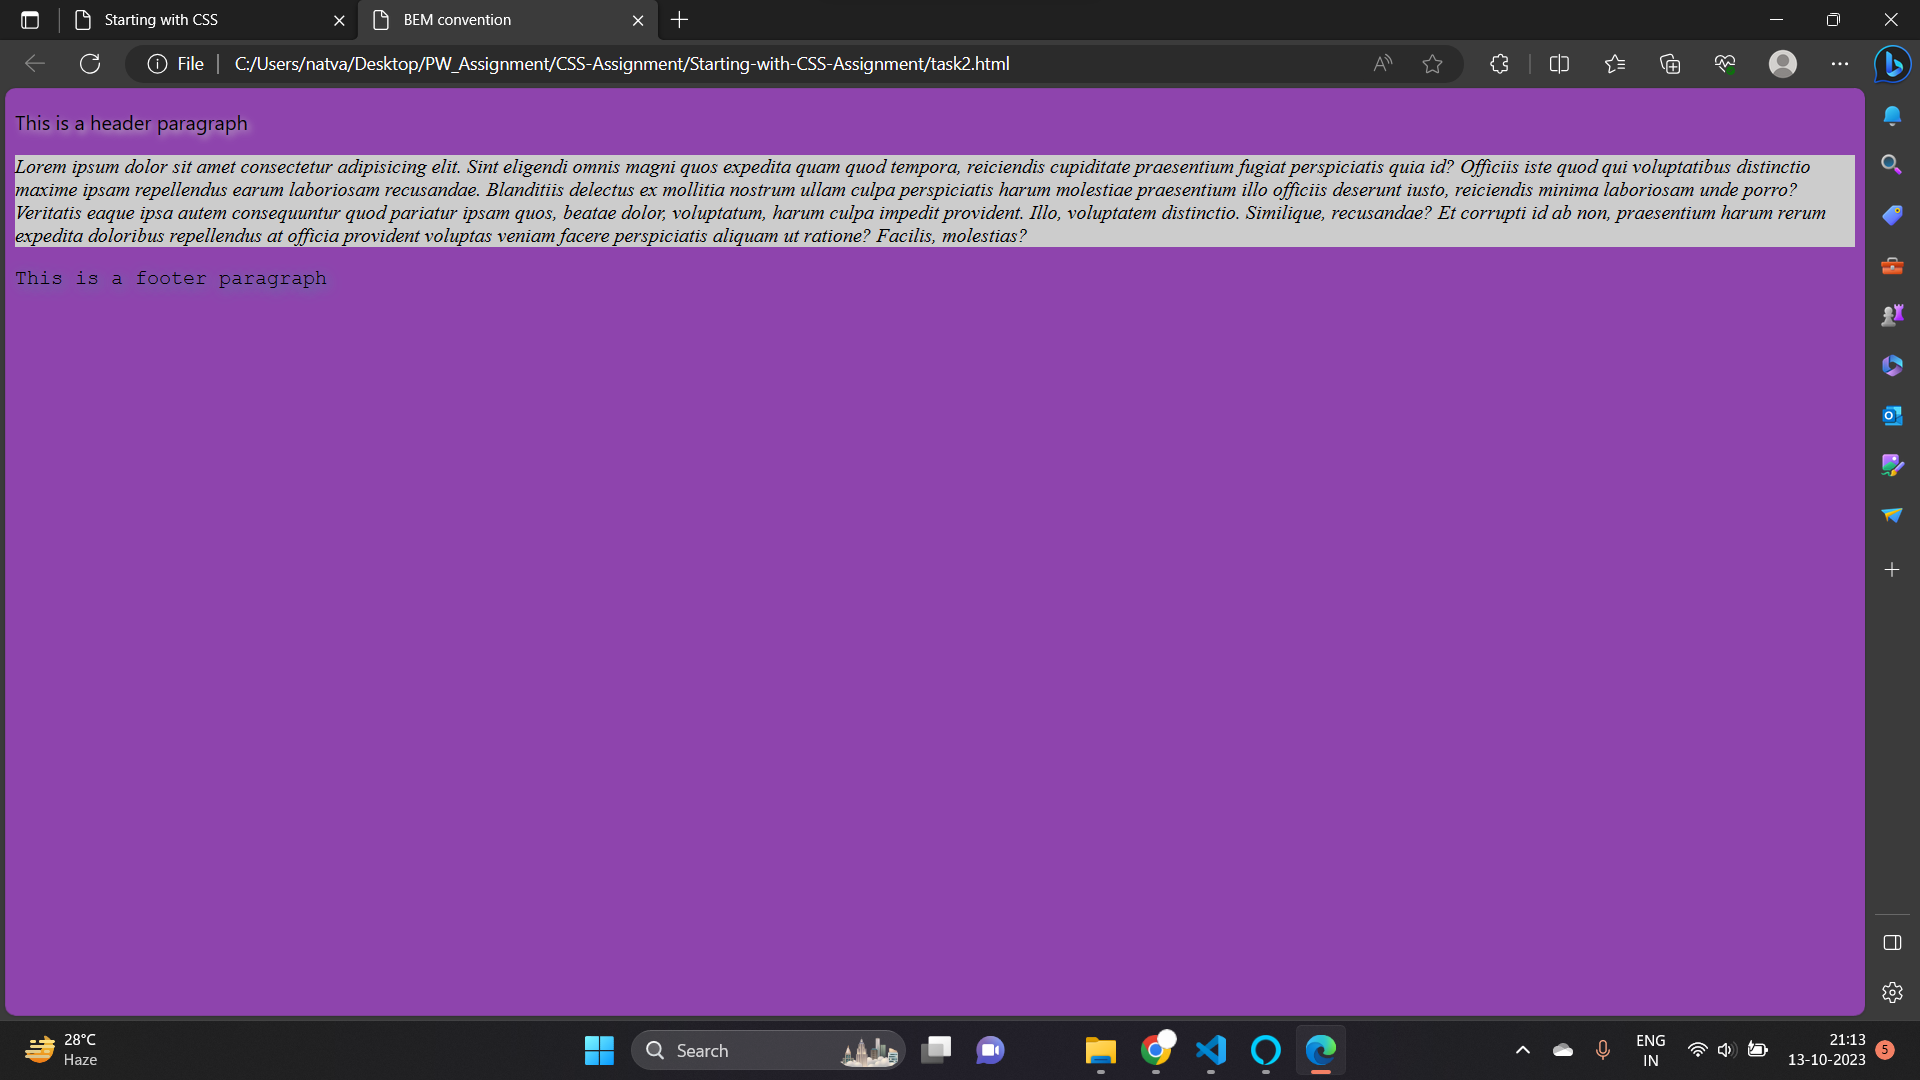 Starting with CSS
BEM convention
File
C:/Users/natva/Desktop/PW_Assignment/CSS-Assignment/Starting-with-CSS-Assignment/task2.html
This is a header paragraph
Lorem ipsum dolor sit amet consectetur adipisicing elit. Sint eligendi omnis magni quos expedita quam quod tempora, reiciendis cupiditate praesentium fugiat perspiciatis quia id? Officiis iste quod qui voluptatibus distinctio
maxime ipsam repellendus earum laboriosam recusandae. Blanditiis delectus ex mollitia nostrum ullam culpa perspiciatis harum molestiae praesentium illo officiis deserunt iusto, reiciendis minima laboriosam unde porro?
Veritatis eaque ipsa autem consequuntur quod pariatur ipsam quos, beatae dolor, voluptatum, harum culpa impedit provident. Illo, voluptatem distinctio. Similique, recusandae? Et corrupti id ab non, praesentium harum rerum
expedita doloribus repellendus at officia provident voluptas veniam facere perspiciatis aliquam ut ratione? Facilis, molestias?
This is a footer paragraph
28°C
Haze
Search
ENG
IN
21:13
13-10-2023
5